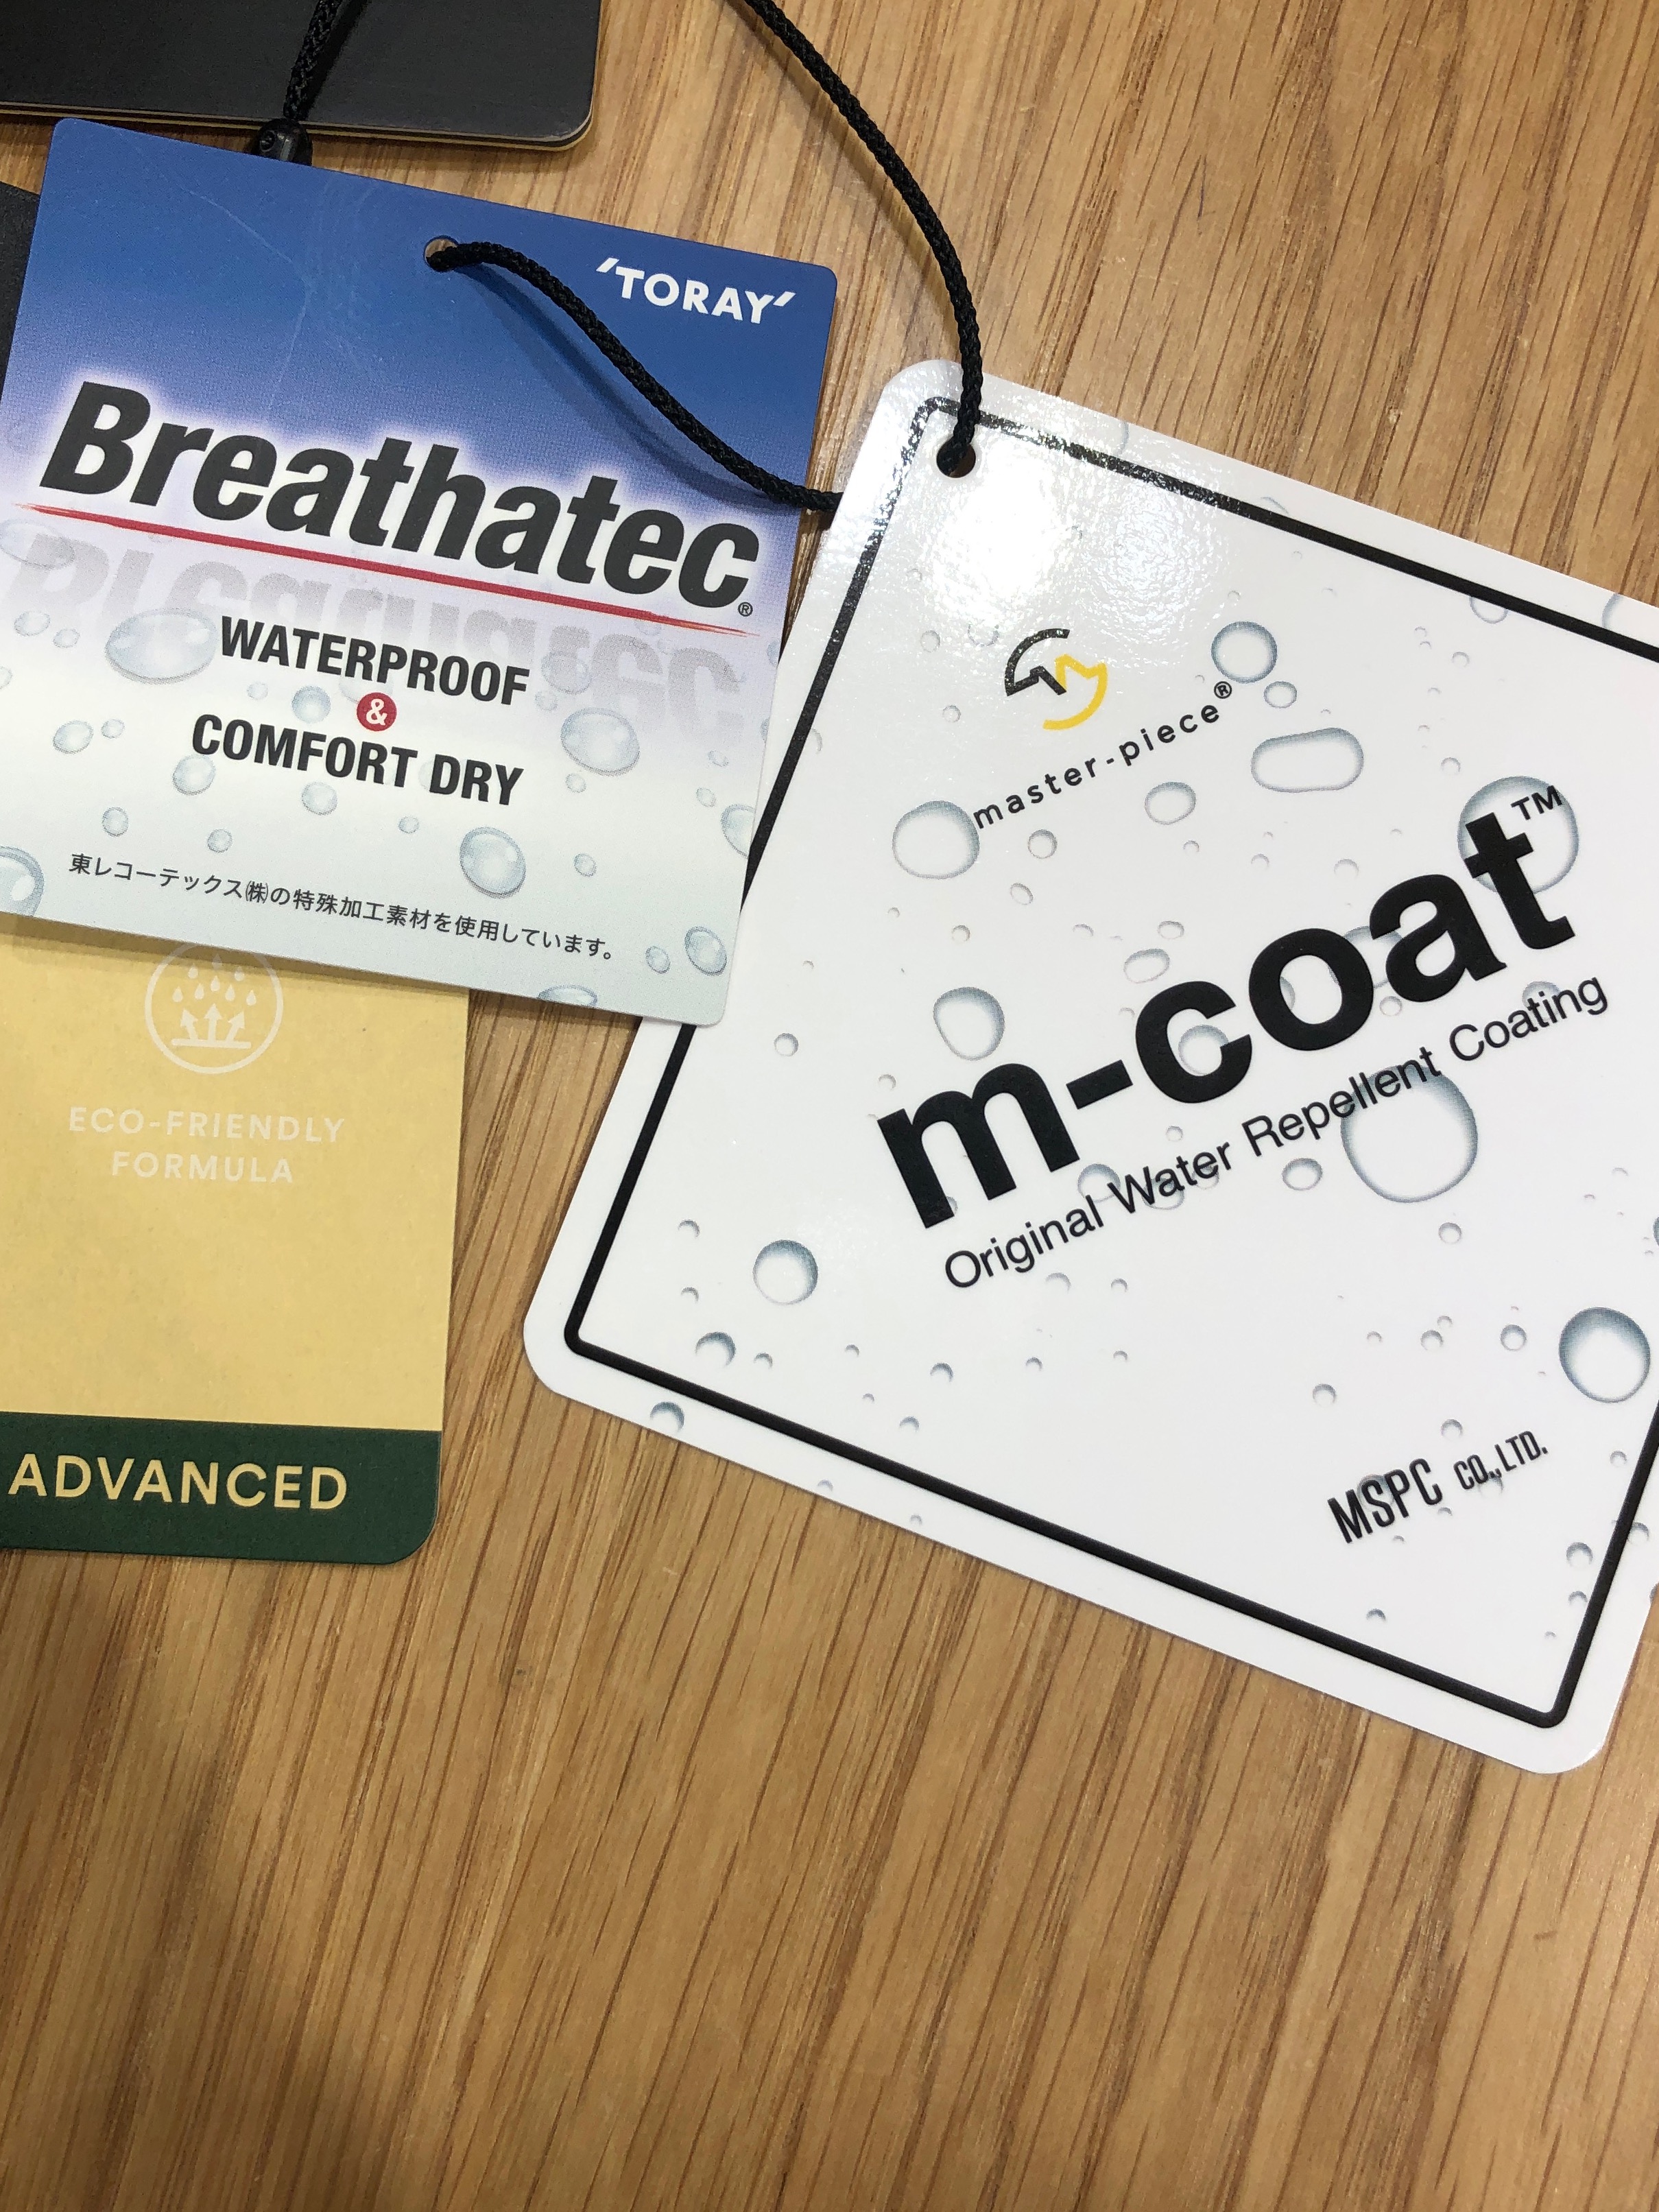 'TORAY'
Breathatec®
WATERPROOF
&
COMFORT DRY
東レコーテックス㈱の特殊加工素材を使用しています。
ECO-FRIENDLY
FORMULA
ADVANCED
master-piece®
m-coat™
Original Water Repellent Coating
MSPC CO.,LTD.